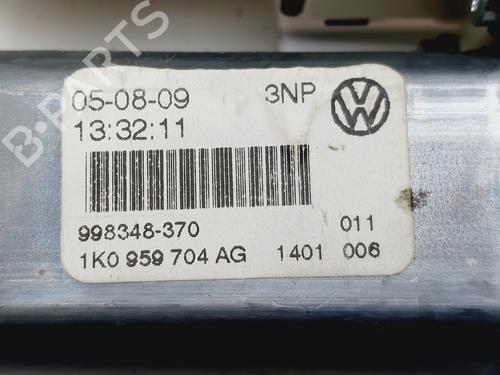 05-08-09 3NP
13:32:11
998348-370 011
1K0 959 704 AG 1401 006
B-PARTS